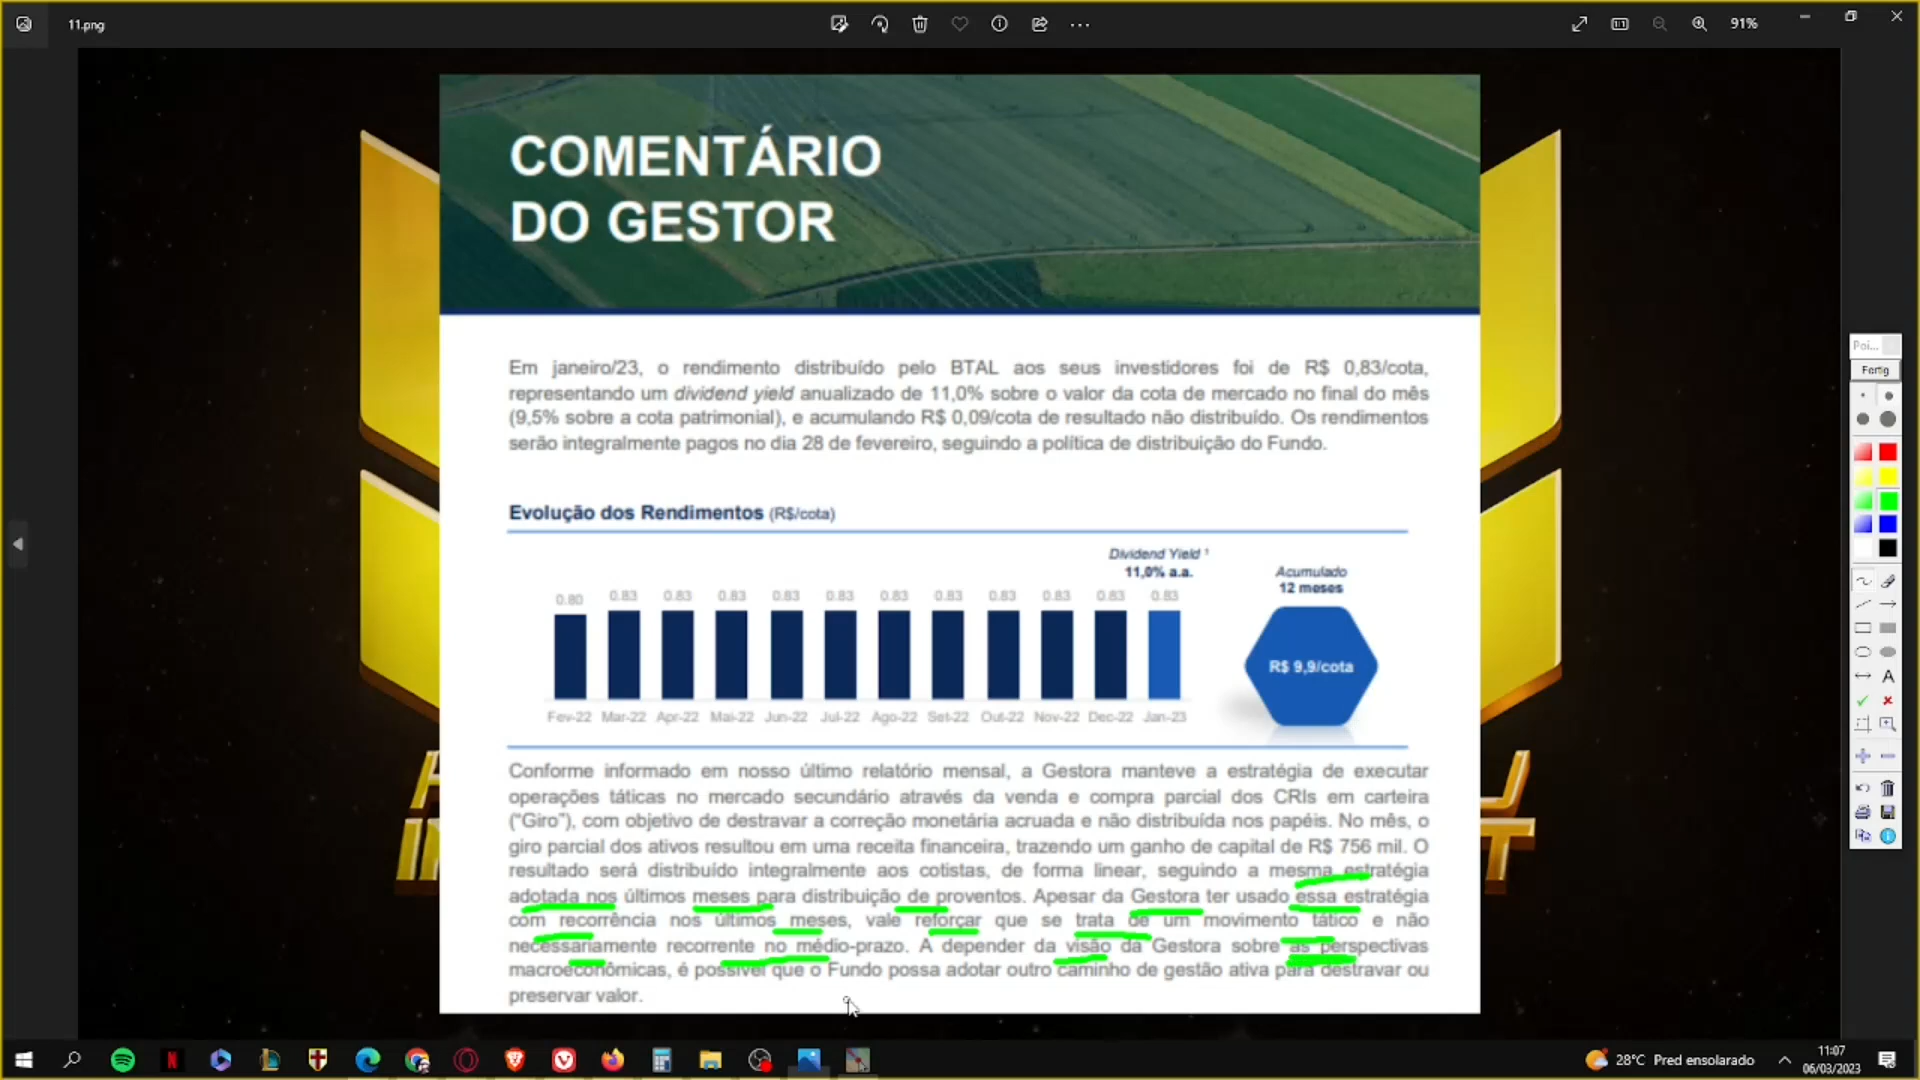 11.png
91%
COMENTÁRIO
DO GESTOR
Em janeiro/23, o rendimento distribuído pelo BTAL aos seus investidores foi de R$ 0,83/cota,
representando um dividend yield anualizado de 11,0% sobre o valor da cota de mercado no final do mês
(9,5% sobre a cota patrimonial), e acumulando R$ 0,09/cota de resultado não distribuído. Os rendimentos
serão integralmente pagos no dia 28 de fevereiro, seguindo a política de distribuição do Fundo.
Evolução dos Rendimentos (R$/cota)
Dividend Yield ¹
11,0% a.a.
Acumulado
12 meses
0.80 0.83 0.83 0.83 0.83 0.83 0.83 0.83 0.83 0.83 0.83 0.83
R$ 9,9/cota
Fev-22 Mar-22 Apr-22 Mai-22 Jun-22 Jul-22 Ago-22 Set-22 Out-22 Nov-22 Dec-22 Jan-23
Conforme informado em nosso último relatório mensal, a Gestora manteve a estratégia de executar
operações táticas no mercado secundário através da venda e compra parcial dos CRIs em carteira
("Giro"), com objetivo de destravar a correção monetária acruada e não distribuída nos papéis. No mês, o
giro parcial dos ativos resultou em uma receita financeira, trazendo um ganho de capital de R$ 756 mil. O
resultado será distribuído integralmente aos cotistas, de forma linear, seguindo a mesma estratégia
adotada nos últimos meses para distribuição de proventos. Apesar da Gestora ter usado essa estratégia
com recorrência nos últimos meses, vale reforçar que se trata de um movimento tático e não
necessariamente recorrente no médio-prazo. A depender da visão da Gestora sobre as perspectivas
macroeconômicas, é possível que o Fundo possa adotar outro caminho de gestão ativa para destravar ou
preservar valor.
Poi...
Fertig
A
28°C Pred ensolarado
11:07
06/03/2023